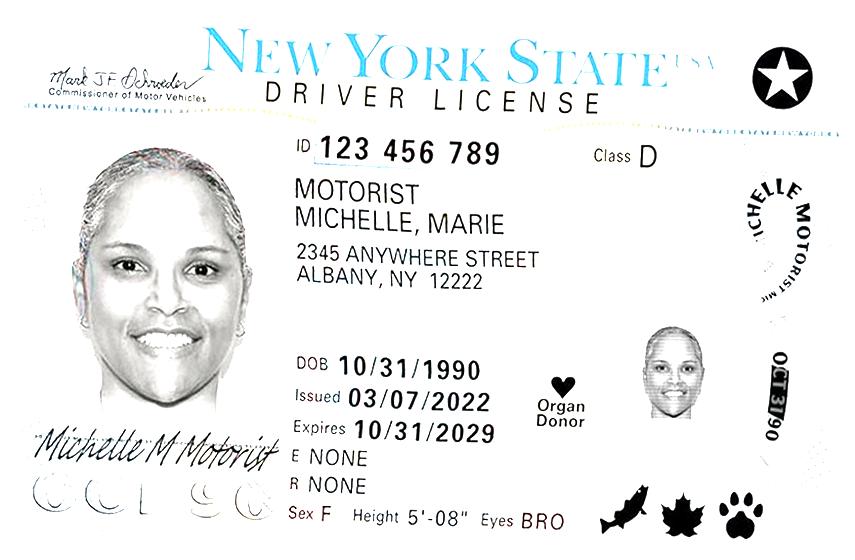 NEW YORK STATE USA
DRIVER LICENSE
Mark JF Schroeder
Commissioner of Motor Vehicles
ID 123 456 789
Class D
MOTORIST
MICHELLE, MARIE
2345 ANYWHERE STREET
ALBANY, NY 12222
MICHELLE MOTORIST MIC
DOB 10/31/1990
Issued 03/07/2022
Expires 10/31/2029
Organ
Donor
OCT 31/90
E NONE
R NONE
Sex F Height 5'-08" Eyes BRO
Michelle M Motorist